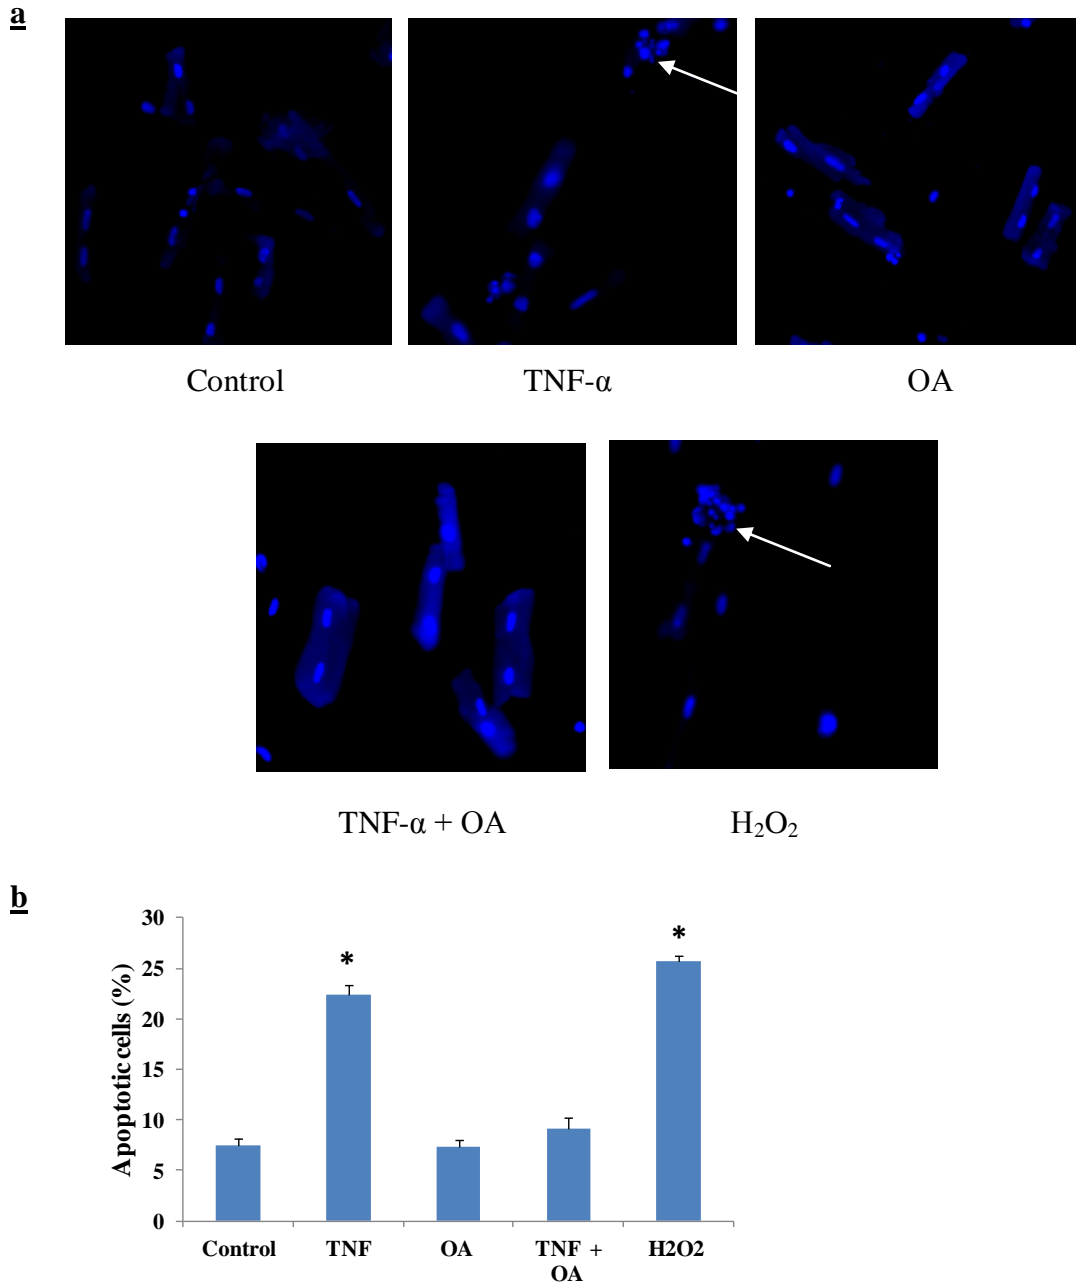 a
Control
TNF-α
OA
TNF-α + OA
H₂O₂
b
Apoptotic cells (%)
30
25
20
15
10
5
0
*
*
Control
TNF
OA
TNF +
OA
H2O2